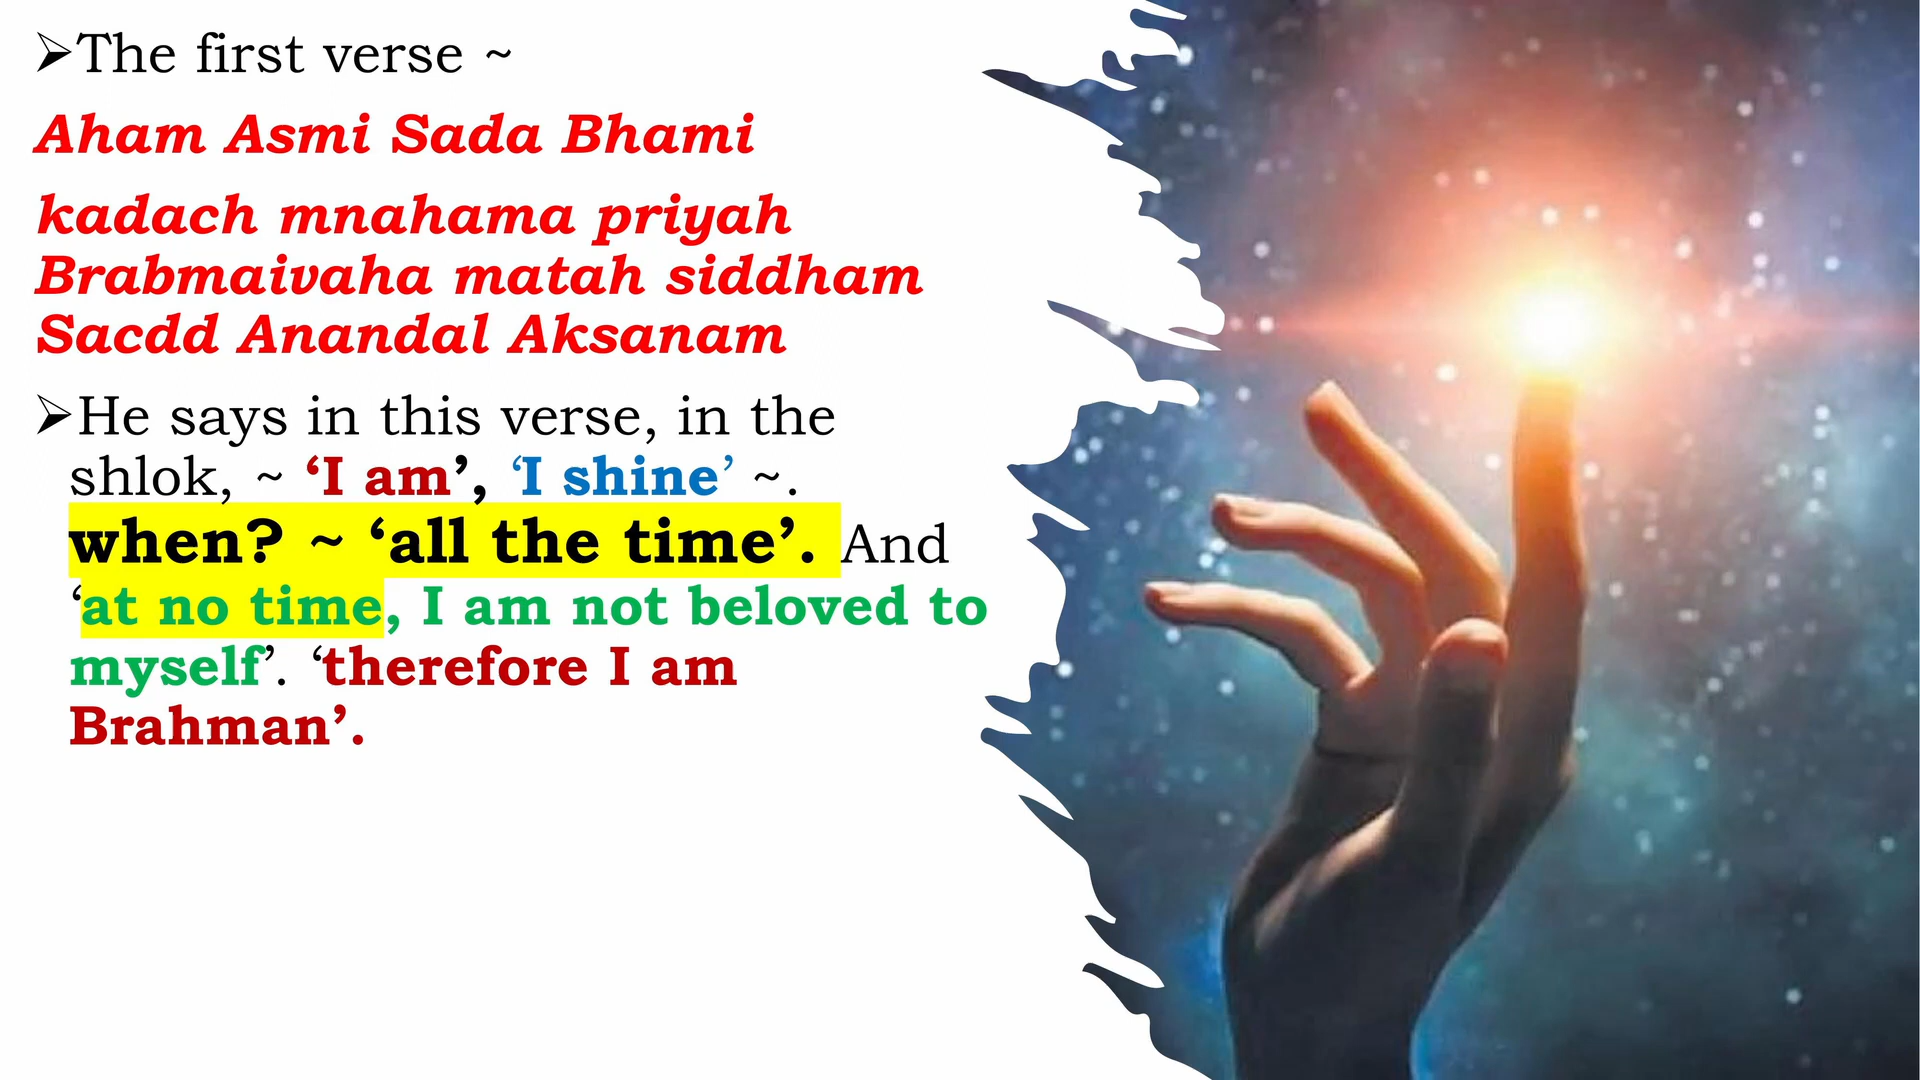 ➢The first verse ~
Aham Asmi Sada Bhami
kadach mnahama priyah
Brabmaivaha matah siddham
Sacdd Anandal Aksanam
➢He says in this verse, in the
shlok, ~ ‘I am’, ‘I shine’ ~.
when? ~ ‘all the time’. And
‘at no time, I am not beloved to
myself’. ‘therefore I am
Brahman’.